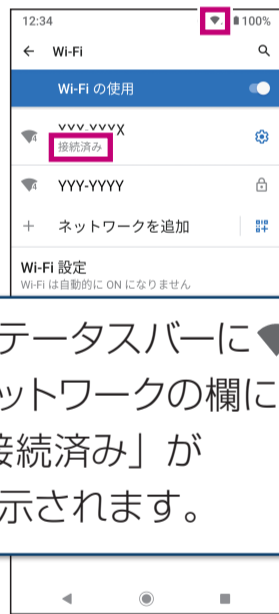 12:34 100%
Wi-Fi
Wi-Fi の使用
XXX-XXXX
接続済み
YYY-YYYY
ネットワークを追加
Wi-Fi 設定
Wi-Fi は自動的に ON になりません
テータスバーに
ットワークの欄に
接続済み」が
示されます。